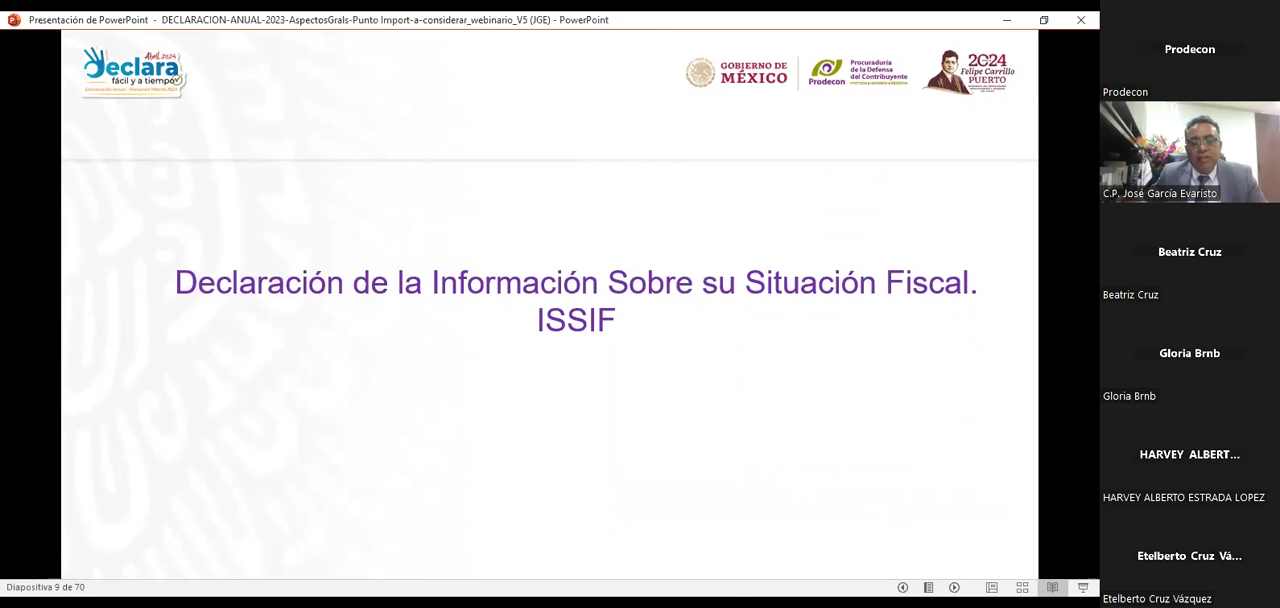 Presentación de PowerPoint - DECLARACION-ANUAL-2023-AspectosGrals-Punto Import-a-considerar_webinario_V5 (JGE) - PowerPoint
Abril 2024
Declara
fácil y a tiempo
GOBIERNO DE
MÉXICO
Prodecon
Procuraduría
de la Defensa
del Contribuyente
2024
Felipe Carrillo
PUERTO
Declaración de la Información Sobre su Situación Fiscal.
ISSIF
Diapositiva 9 de 70
Prodecon
Prodecon
C.P. José García Evaristo
Beatriz Cruz
Beatriz Cruz
Gloria Brnb
Gloria Brnb
HARVEY ALBERT...
HARVEY ALBERTO ESTRADA LOPEZ
Etelberto Cruz Vá...
Etelberto Cruz Vázquez